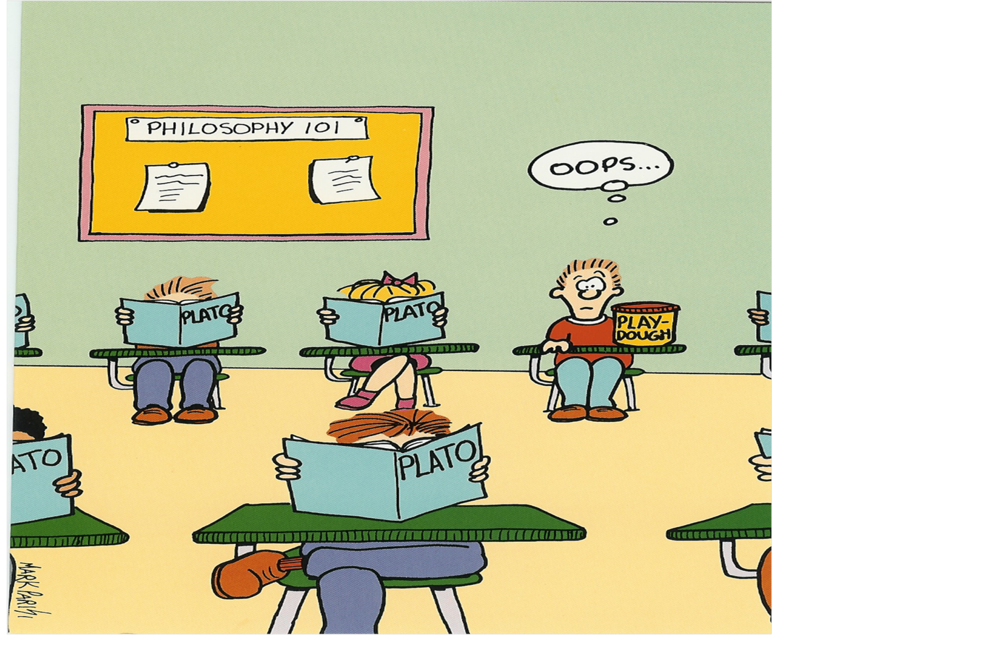 PHILOSOPHY 101
OOPS...
PLATO
PLATO
PLAY-
DOUGH
ATO
PLATO
MARK PARISI